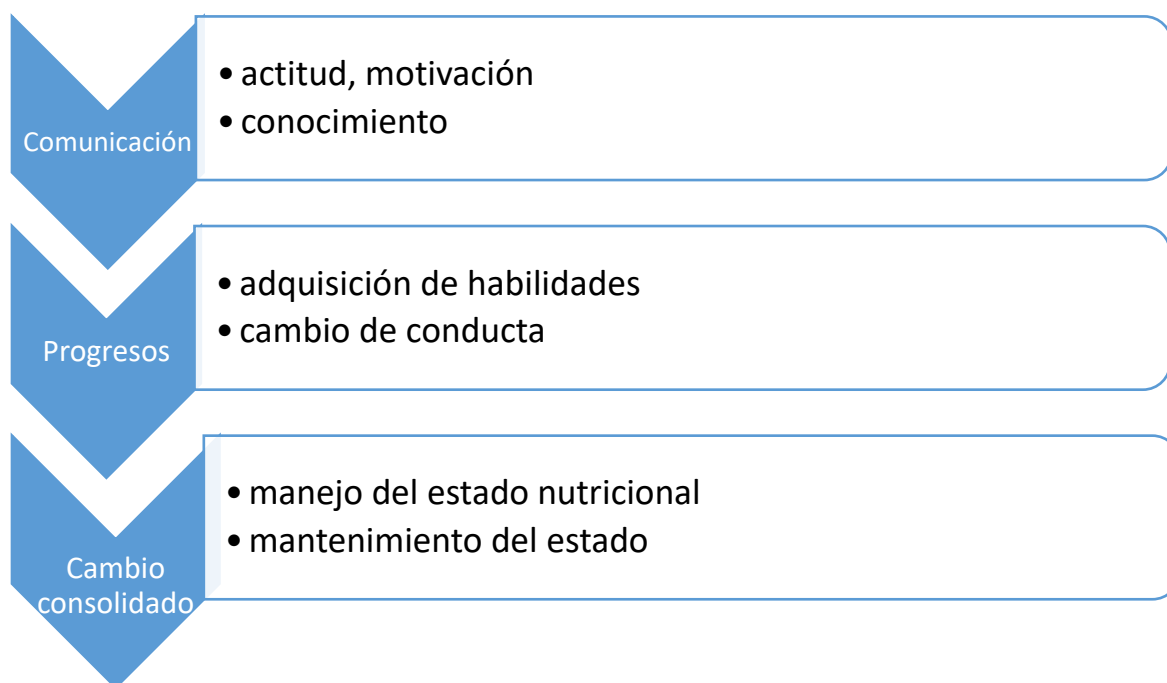 Comunicación
• actitud, motivación
• conocimiento
Progresos
• adquisición de habilidades
• cambio de conducta
Cambio
consolidado
• manejo del estado nutricional
• mantenimiento del estado